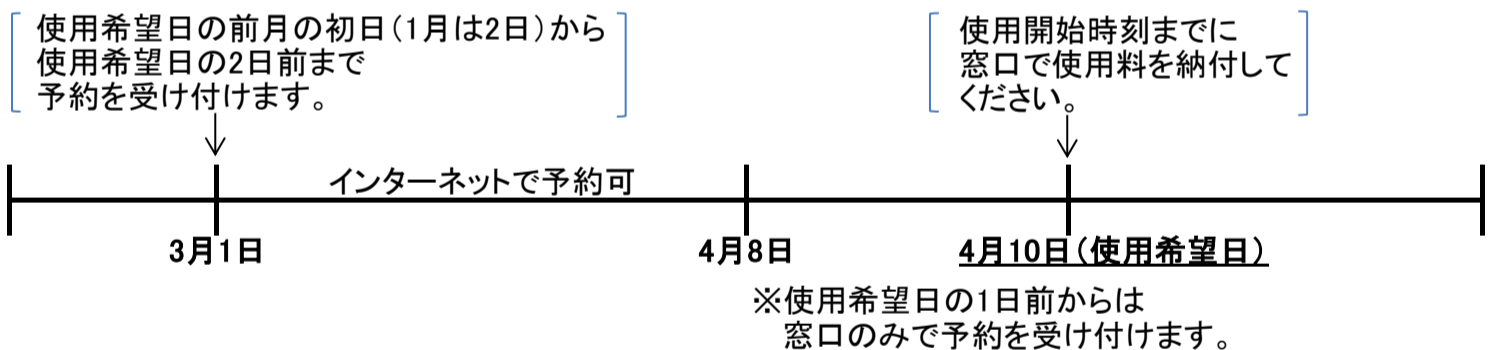 使用希望日の前月の初日(1月は2日)から
使用希望日の2日前まで
予約を受け付けます。
使用開始時刻までに
窓口で使用料を納付して
ください。
インターネットで予約可
3月1日
4月8日
4月10日(使用希望日)
※使用希望日の1日前からは
窓口のみで予約を受け付けます。